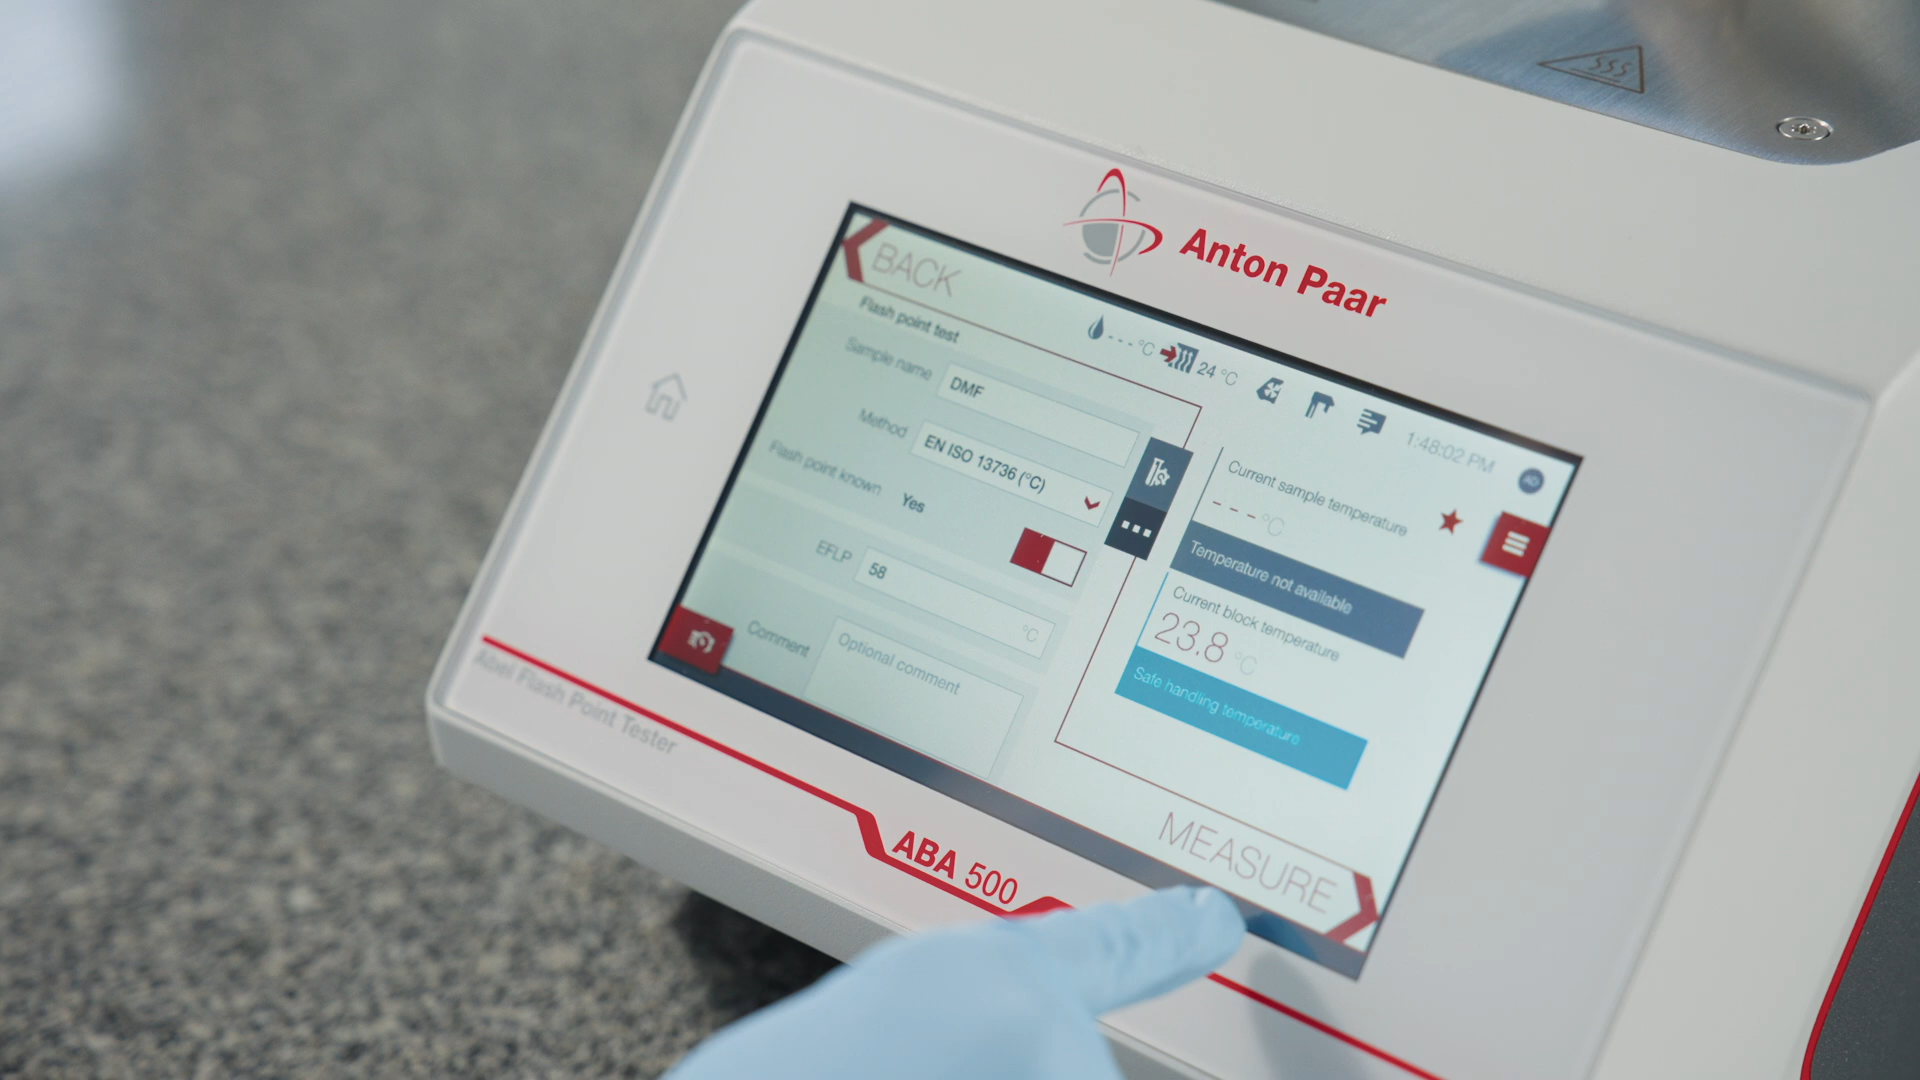 Anton Paar
BACK
Flash point test
Sample name
DMF
Method
EN ISO 13736 (°C)
Flash point known
Yes
EFLP
58
°C
Comment
Optional comment
- - - °C
24 °C
1:48:02 PM
AD
Current sample temperature
- - - °C
Temperature not available
Current block temperature
23.8 °C
Safe handling temperature
MEASURE
Abel Flash Point Tester
ABA 500